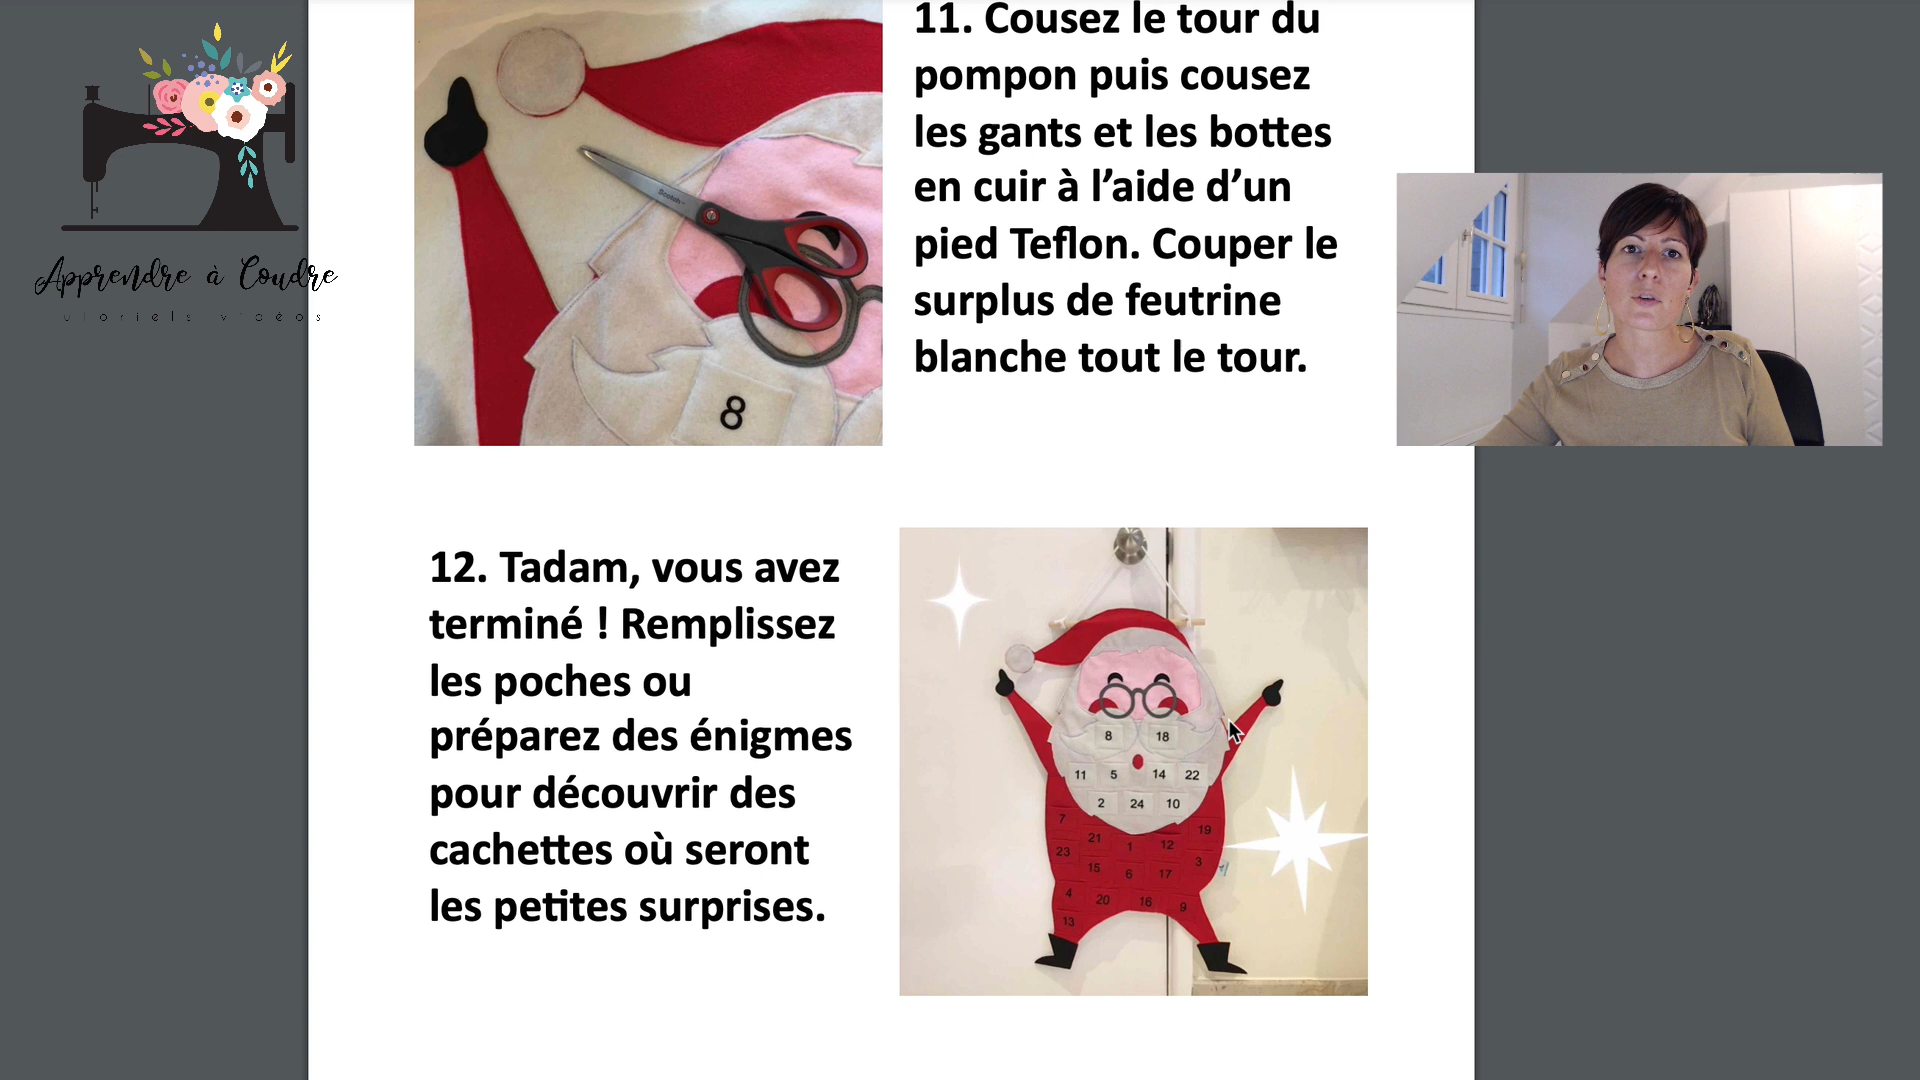 Apprendre à Coudre
utoriels vidéos
11. Cousez le tour du
pompon puis cousez
les gants et les bottes
en cuir à l’aide d’un
pied Teflon. Couper le
surplus de feutrine
blanche tout le tour.
Scotch
8
12. Tadam, vous avez
terminé ! Remplissez
les poches ou
préparez des énigmes
pour découvrir des
cachettes où seront
les petites surprises.
8 18
11 5 14 22
2 24 10
7 21 1 12 19
23 15 6 17 3
4 20 16 9
13